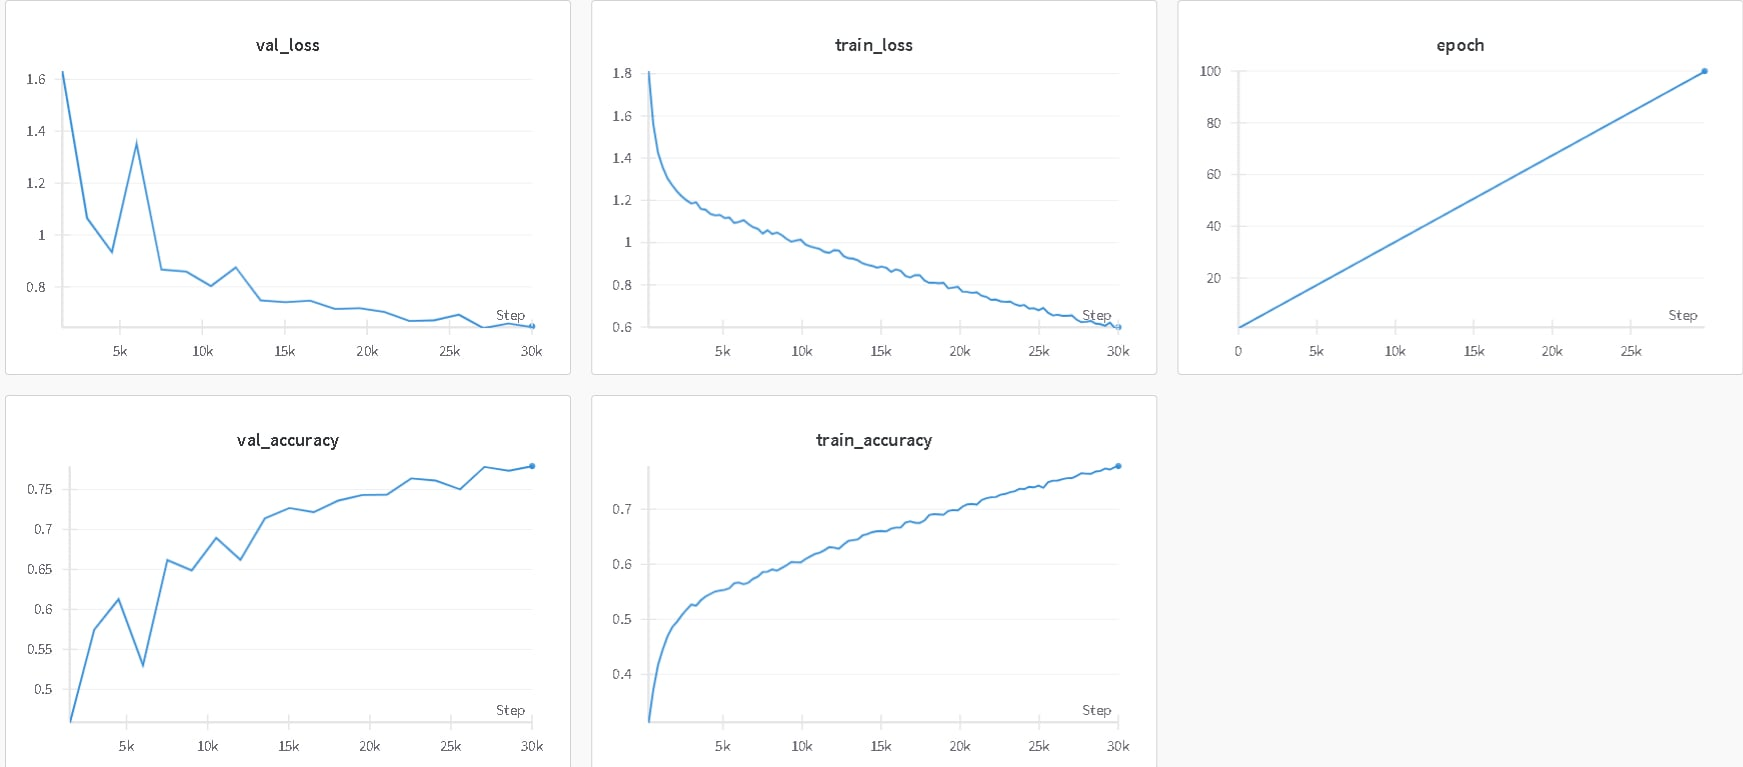 val_loss
1.6
1.4
1.2
1
0.8
Step
5k 10k 15k 20k 25k 30k
train_loss
1.8
1.6
1.4
1.2
1
0.8
0.6
Step
5k 10k 15k 20k 25k 30k
epoch
100
80
60
40
20
Step
0 5k 10k 15k 20k 25k
val_accuracy
0.75
0.7
0.65
0.6
0.55
0.5
Step
5k 10k 15k 20k 25k 30k
train_accuracy
0.7
0.6
0.5
0.4
Step
5k 10k 15k 20k 25k 30k